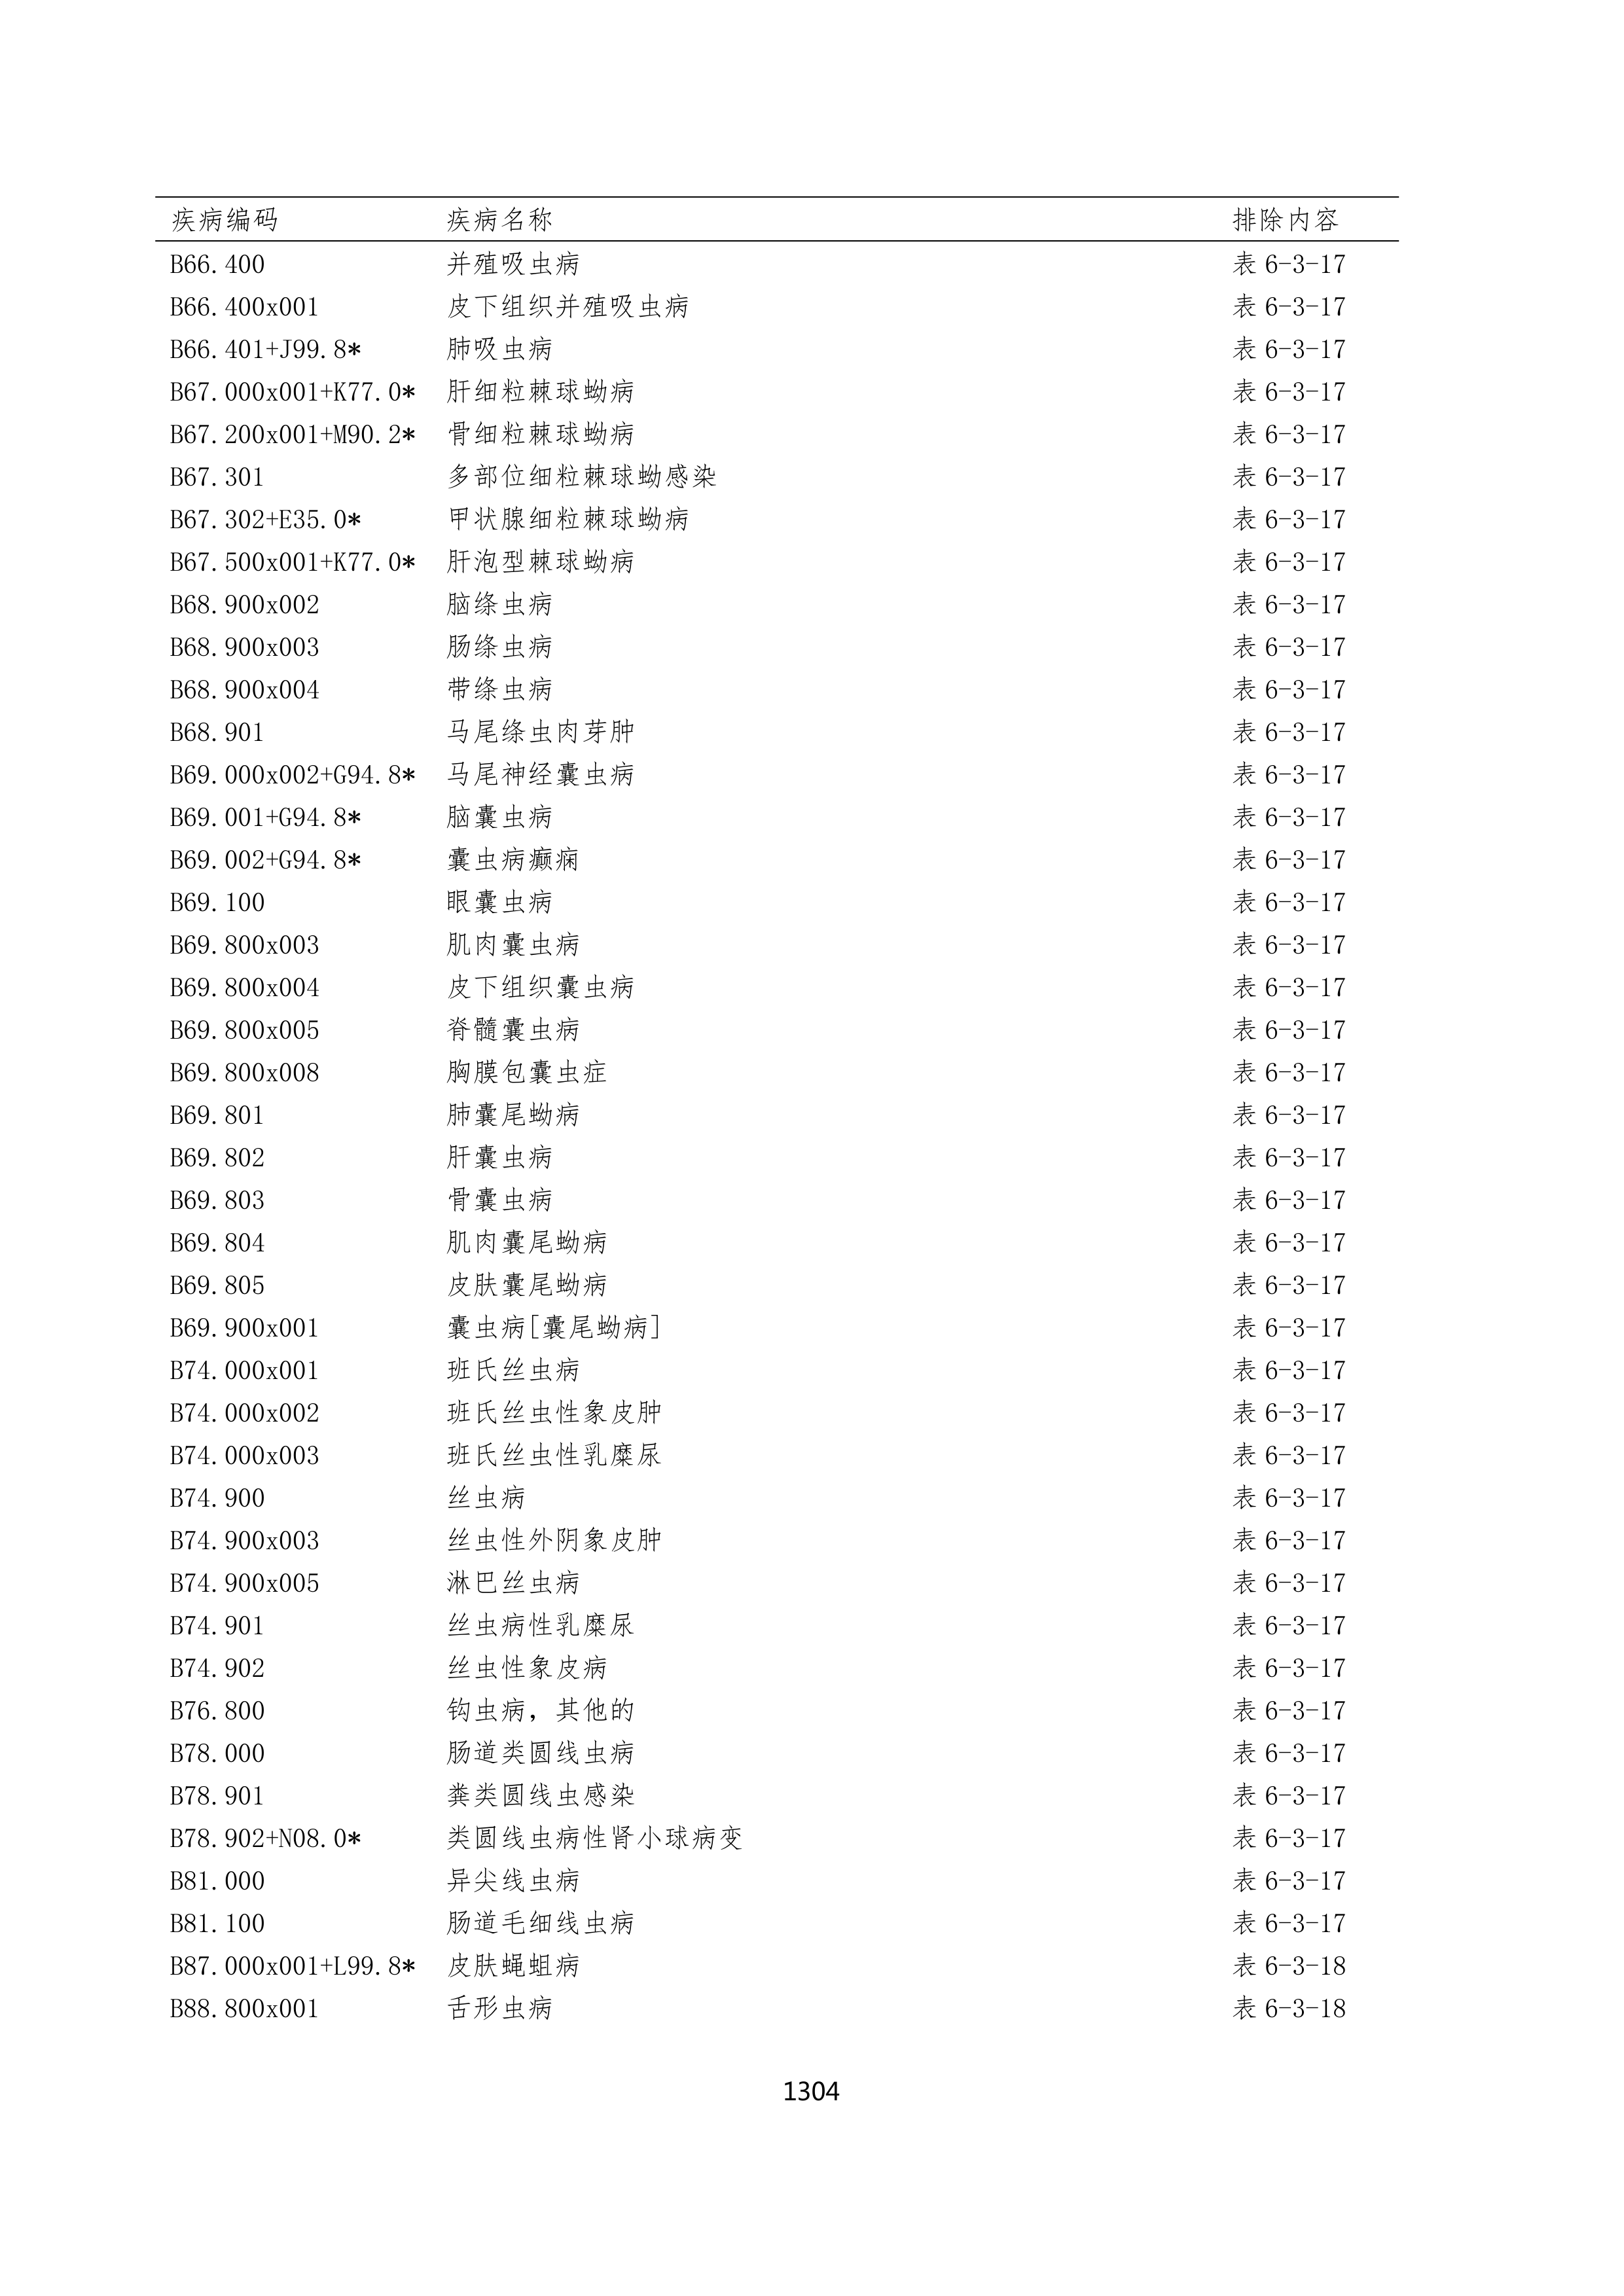 疾病编码 疾病名称 排除内容
B66.400 并殖吸虫病 表 6-3-17
B66.400x001 皮下组织并殖吸虫病 表 6-3-17
B66.401+J99.8* 肺吸虫病 表 6-3-17
B67.000x001+K77.0* 肝细粒棘球蚴病 表 6-3-17
B67.200x001+M90.2* 骨细粒棘球蚴病 表 6-3-17
B67.301 多部位细粒棘球蚴感染 表 6-3-17
B67.302+E35.0* 甲状腺细粒棘球蚴病 表 6-3-17
B67.500x001+K77.0* 肝泡型棘球蚴病 表 6-3-17
B68.900x002 脑绦虫病 表 6-3-17
B68.900x003 肠绦虫病 表 6-3-17
B68.900x004 带绦虫病 表 6-3-17
B68.901 马尾绦虫肉芽肿 表 6-3-17
B69.000x002+G94.8* 马尾神经囊虫病 表 6-3-17
B69.001+G94.8* 脑囊虫病 表 6-3-17
B69.002+G94.8* 囊虫病癫痫 表 6-3-17
B69.100 眼囊虫病 表 6-3-17
B69.800x003 肌肉囊虫病 表 6-3-17
B69.800x004 皮下组织囊虫病 表 6-3-17
B69.800x005 脊髓囊虫病 表 6-3-17
B69.800x008 胸膜包囊虫症 表 6-3-17
B69.801 肺囊尾蚴病 表 6-3-17
B69.802 肝囊虫病 表 6-3-17
B69.803 骨囊虫病 表 6-3-17
B69.804 肌肉囊尾蚴病 表 6-3-17
B69.805 皮肤囊尾蚴病 表 6-3-17
B69.900x001 囊虫病[囊尾蚴病] 表 6-3-17
B74.000x001 班氏丝虫病 表 6-3-17
B74.000x002 班氏丝虫性象皮肿 表 6-3-17
B74.000x003 班氏丝虫性乳糜尿 表 6-3-17
B74.900 丝虫病 表 6-3-17
B74.900x003 丝虫性外阴象皮肿 表 6-3-17
B74.900x005 淋巴丝虫病 表 6-3-17
B74.901 丝虫病性乳糜尿 表 6-3-17
B74.902 丝虫性象皮病 表 6-3-17
B76.800 钩虫病，其他的 表 6-3-17
B78.000 肠道类圆线虫病 表 6-3-17
B78.901 粪类圆线虫感染 表 6-3-17
B78.902+N08.0* 类圆线虫病性肾小球病变 表 6-3-17
B81.000 异尖线虫病 表 6-3-17
B81.100 肠道毛细线虫病 表 6-3-17
B87.000x001+L99.8* 皮肤蝇蛆病 表 6-3-18
B88.800x001 舌形虫病 表 6-3-18
1304